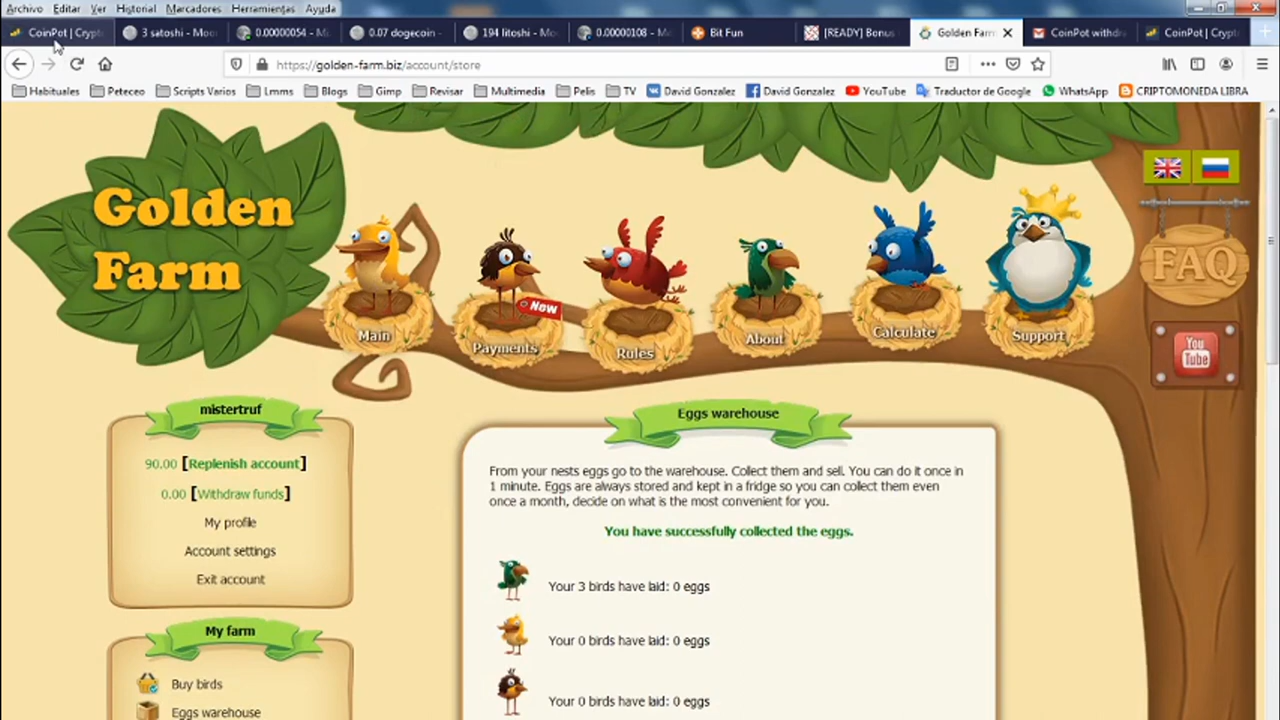 Archivo Editar Ver Historial Marcadores Herramientas Ayuda
CoinPot | Crypt 3 satoshi - Moo 0.00000054 - M 0.07 dogecoin - 194 litoshi - Mo 0.00000108 - M Bit Fun [READY] Bonus Golden Farm CoinPot withdr CoinPot | Crypt
https://golden-farm.biz/account/store
Habituales Peteceo Scripts Varios Lmms Blogs Gimp Revisar Multimedia Pelis TV David Gonzalez David Gonzalez YouTube Traductor de Google WhatsApp CRIPTOMONEDA LIBRA
Golden
Farm
New
Main Payments Rules About Calculate Support
FAQ
You
Tube
mistertruf
90.00 [Replenish account]
0.00 [Withdraw funds]
My profile
Account settings
Exit account
My farm
Buy birds
Eggs warehouse
Eggs warehouse
From your nests eggs go to the warehouse. Collect them and sell. You can do it once in
1 minute. Eggs are always stored and kept in a fridge so you can collect them even
once a month, decide on what is the most convenient for you.
You have successfully collected the eggs.
Your 3 birds have laid: 0 eggs
Your 0 birds have laid: 0 eggs
Your 0 birds have laid: 0 eggs